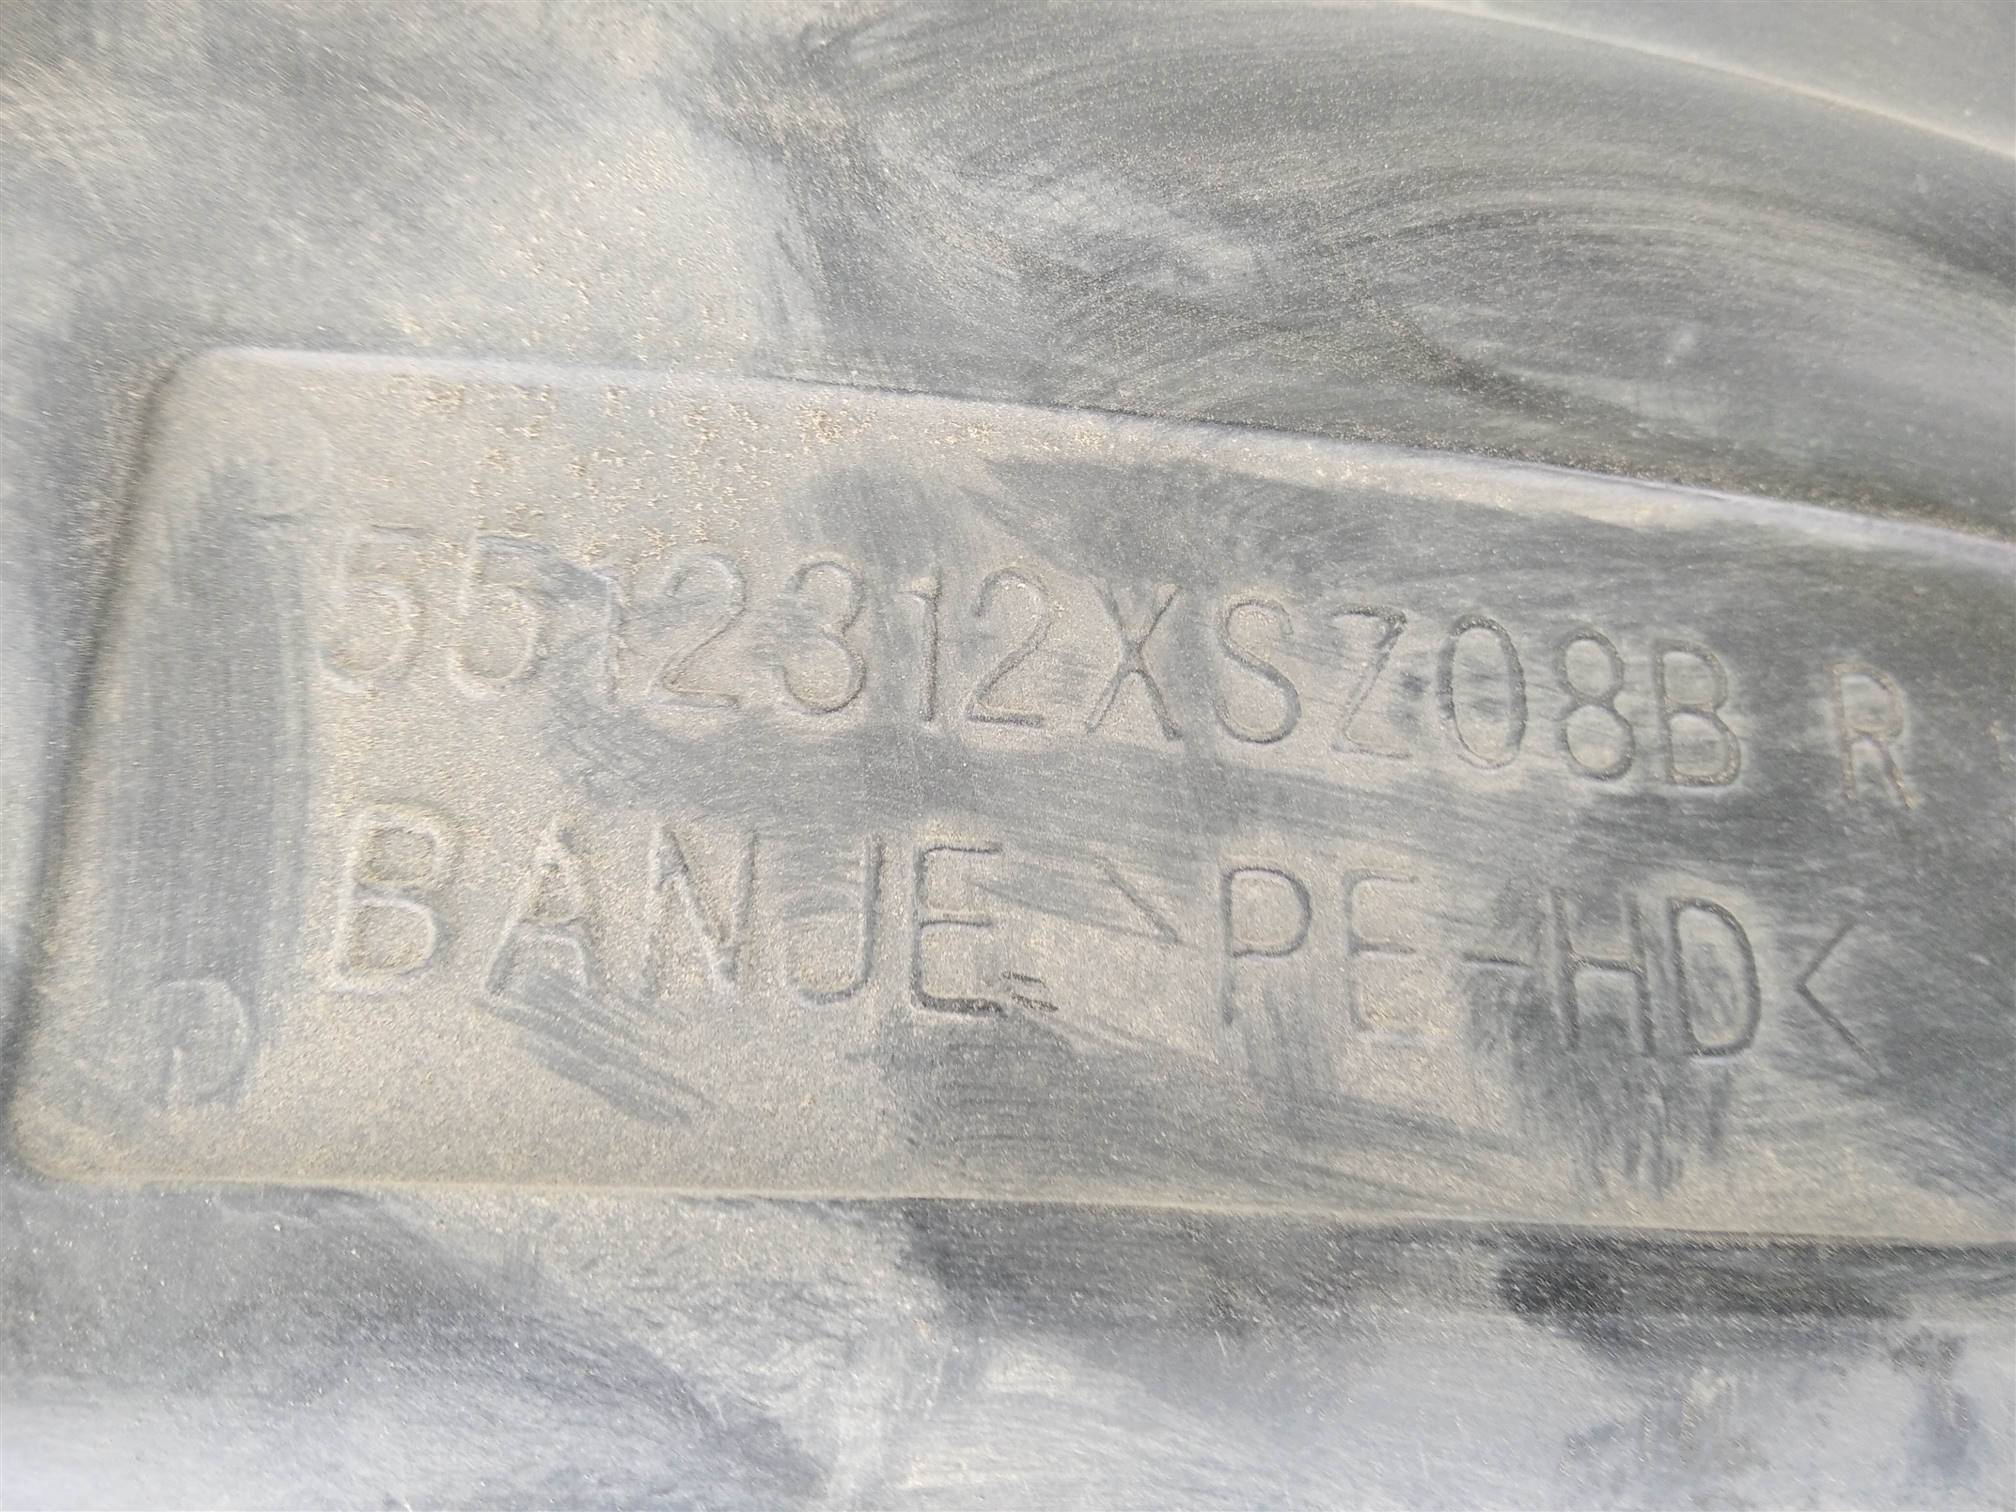 5512312XSZ08B R
BANJE >PE-HD<
D